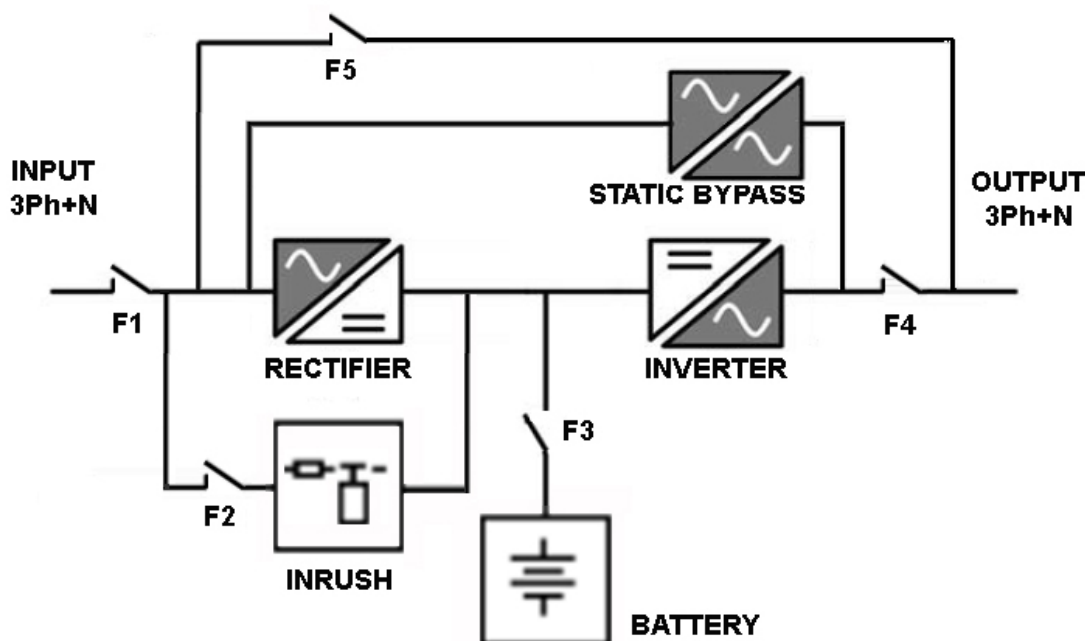 F5
INPUT
3Ph+N
STATIC BYPASS
OUTPUT
3Ph+N
F1
RECTIFIER
INVERTER
F4
F3
F2
INRUSH
BATTERY